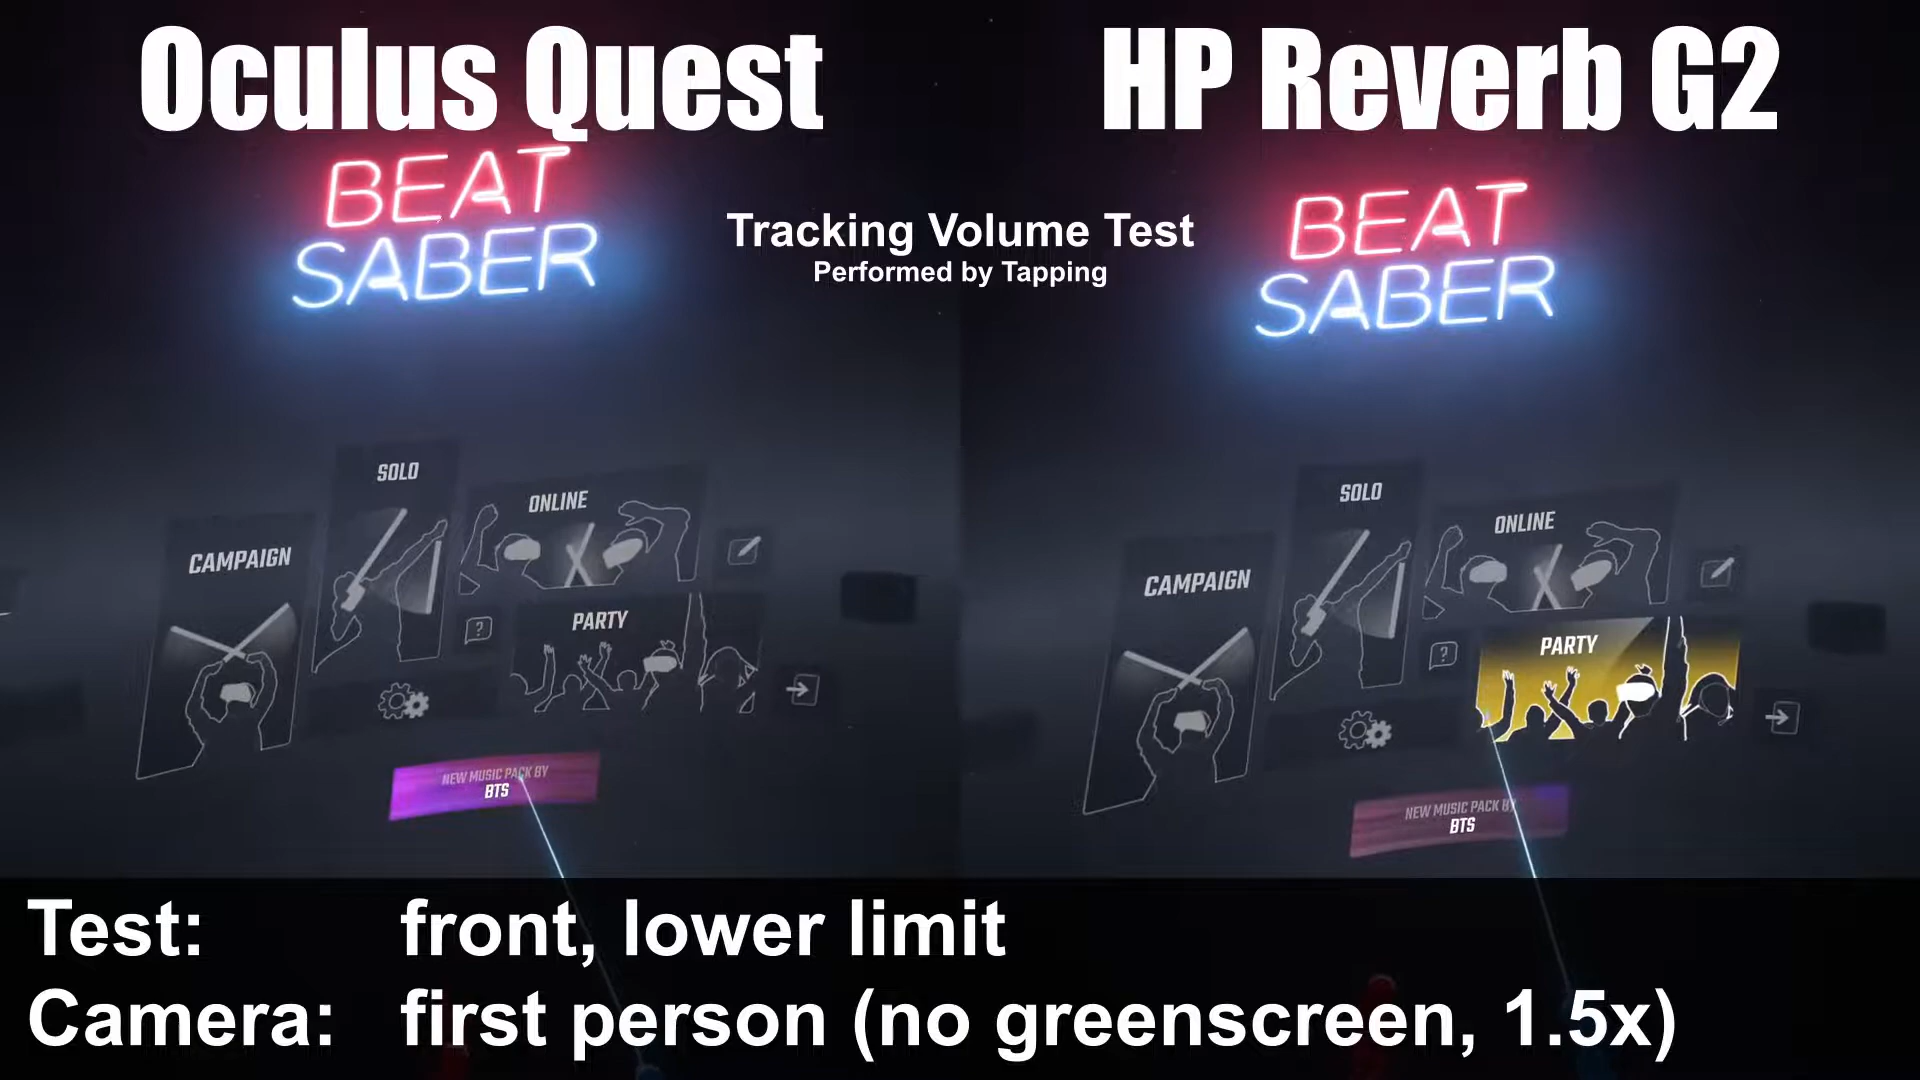 Oculus Quest
HP Reverb G2
BEAT
SABER
Tracking Volume Test
Performed by Tapping
BEAT
SABER
SOLO
ONLINE
CAMPAIGN
?
PARTY
NEW MUSIC PACK BY
BTS
SOLO
ONLINE
CAMPAIGN
?
PARTY
NEW MUSIC PACK BY
BTS
Test: front, lower limit
Camera: first person (no greenscreen, 1.5x)